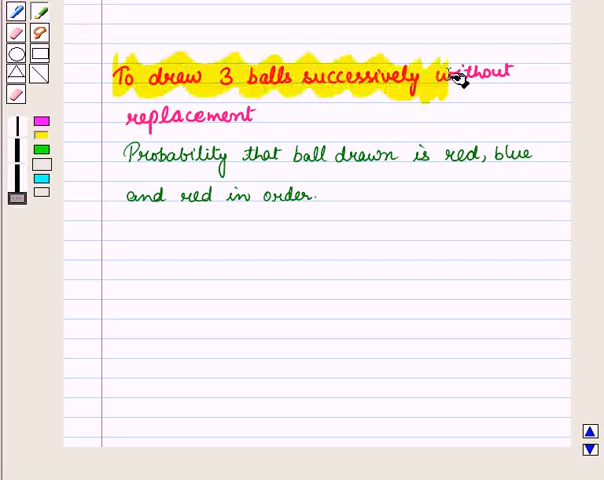 To draw 3 balls successively without
replacement
Probability that ball drawn is red, blue
and red in order.